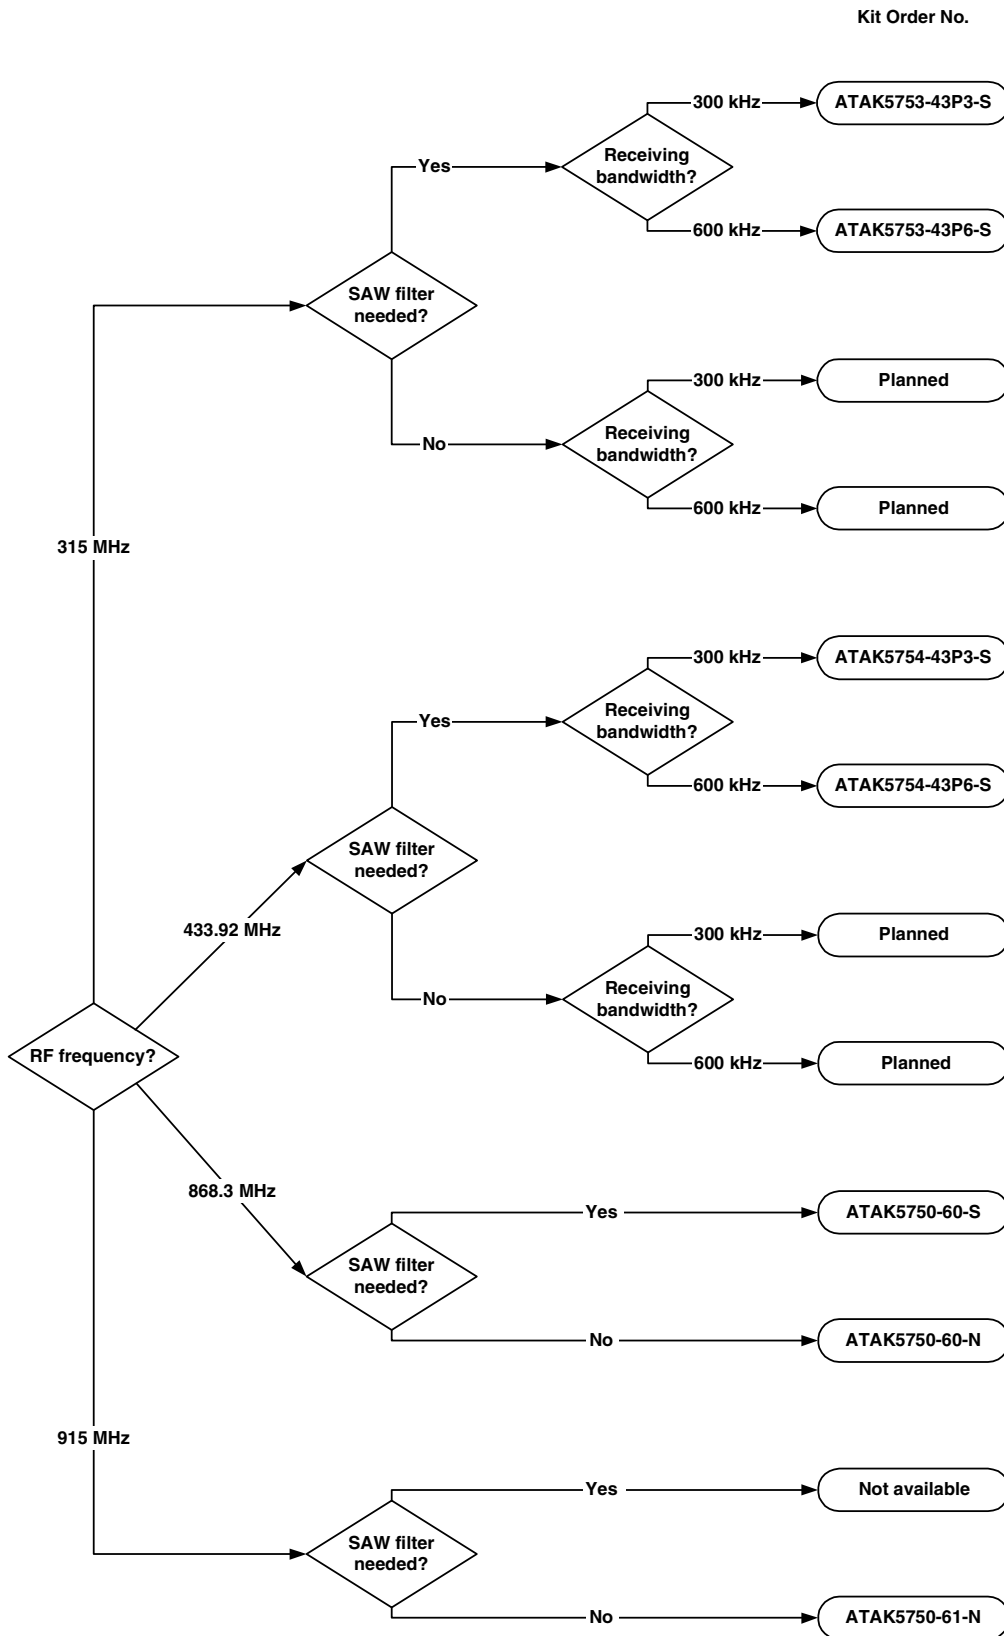 Kit Order No.
300 kHz
ATAK5753-43P3-S
Yes
Receiving
bandwidth?
600 kHz
ATAK5753-43P6-S
SAW filter
needed?
300 kHz
Planned
No
Receiving
bandwidth?
600 kHz
Planned
315 MHz
300 kHz
ATAK5754-43P3-S
Yes
Receiving
bandwidth?
600 kHz
ATAK5754-43P6-S
SAW filter
needed?
433.92 MHz
300 kHz
Planned
No
Receiving
bandwidth?
600 kHz
Planned
RF frequency?
868.3 MHz
Yes
ATAK5750-60-S
SAW filter
needed?
No
ATAK5750-60-N
915 MHz
Yes
Not available
SAW filter
needed?
No
ATAK5750-61-N